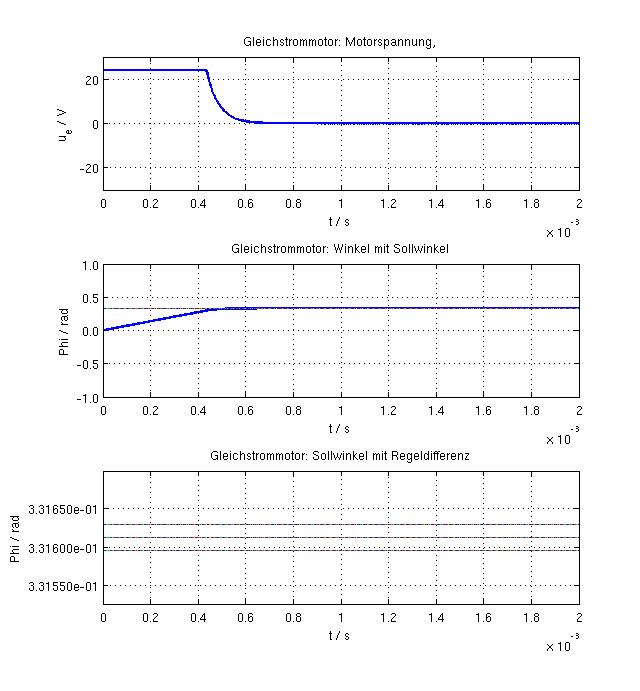 Gleichstrommotor: Motorspannung,
20
0
-20
u_e / V
0 0.2 0.4 0.6 0.8 1 1.2 1.4 1.6 1.8 2
t / s
x 10^-3
Gleichstrommotor: Winkel mit Sollwinkel
1.0
0.5
0.0
-0.5
-1.0
Phi / rad
0 0.2 0.4 0.6 0.8 1 1.2 1.4 1.6 1.8 2
t / s
x 10^-3
Gleichstrommotor: Sollwinkel mit Regeldifferenz
3.31650e-01
3.31600e-01
3.31550e-01
Phi / rad
0 0.2 0.4 0.6 0.8 1 1.2 1.4 1.6 1.8 2
t / s
x 10^-3